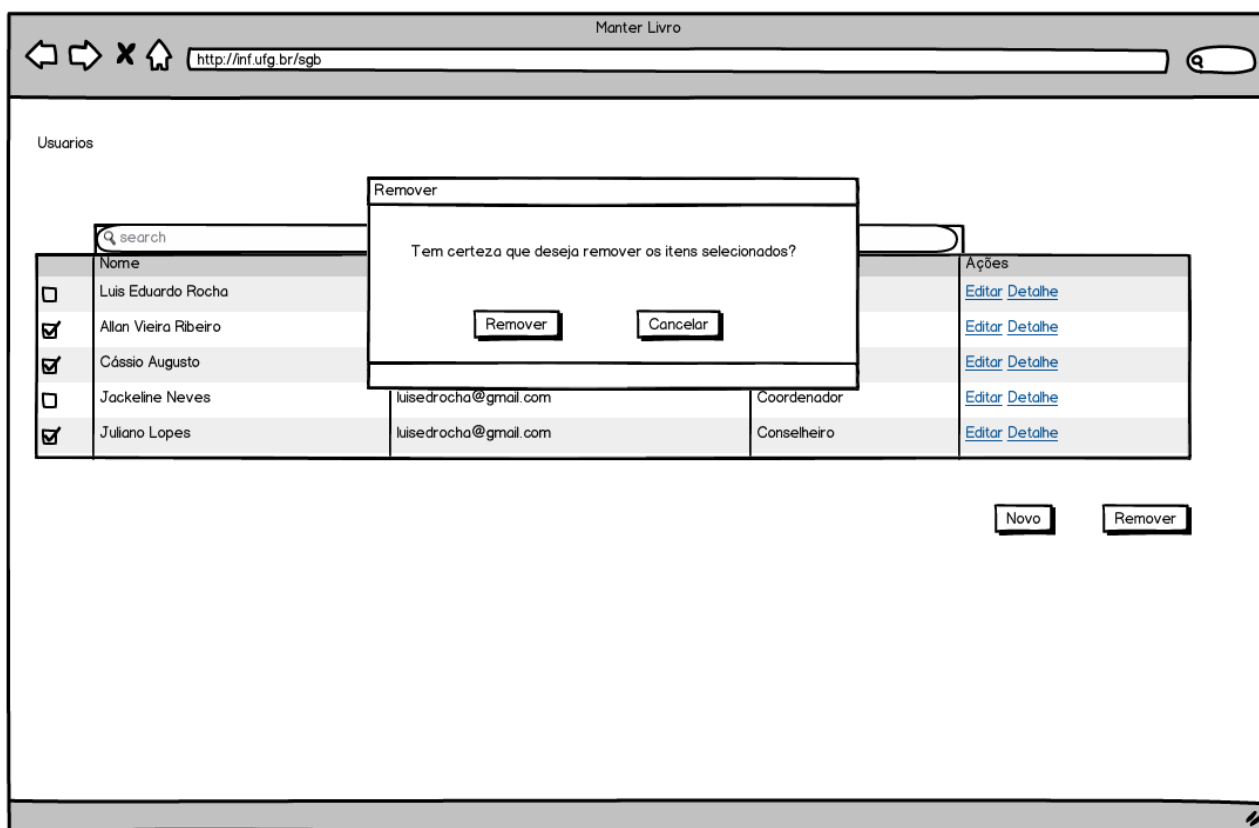 Manter Livro
http://inf.ufg.br/sgb
Usuarios
Remover
Tem certeza que deseja remover os itens selecionados?
Remover Cancelar
search
Nome Ações
Luis Eduardo Rocha Editar Detalhe
Allan Vieira Ribeiro Editar Detalhe
Cássio Augusto Editar Detalhe
Jackeline Neves luisedrocha@gmail.com Coordenador Editar Detalhe
Juliano Lopes luisedrocha@gmail.com Conselheiro Editar Detalhe
Novo Remover